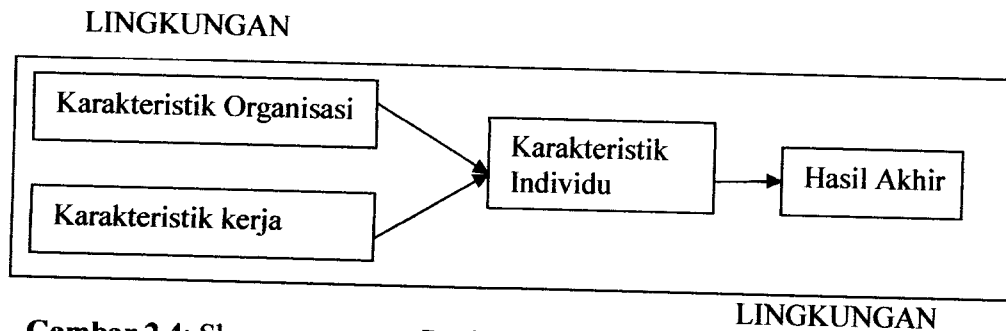 LINGKUNGAN
Karakteristik Organisasi
Karakteristik
Individu
Hasil Akhir
Karakteristik kerja
LINGKUNGAN
Gambar 2.4: